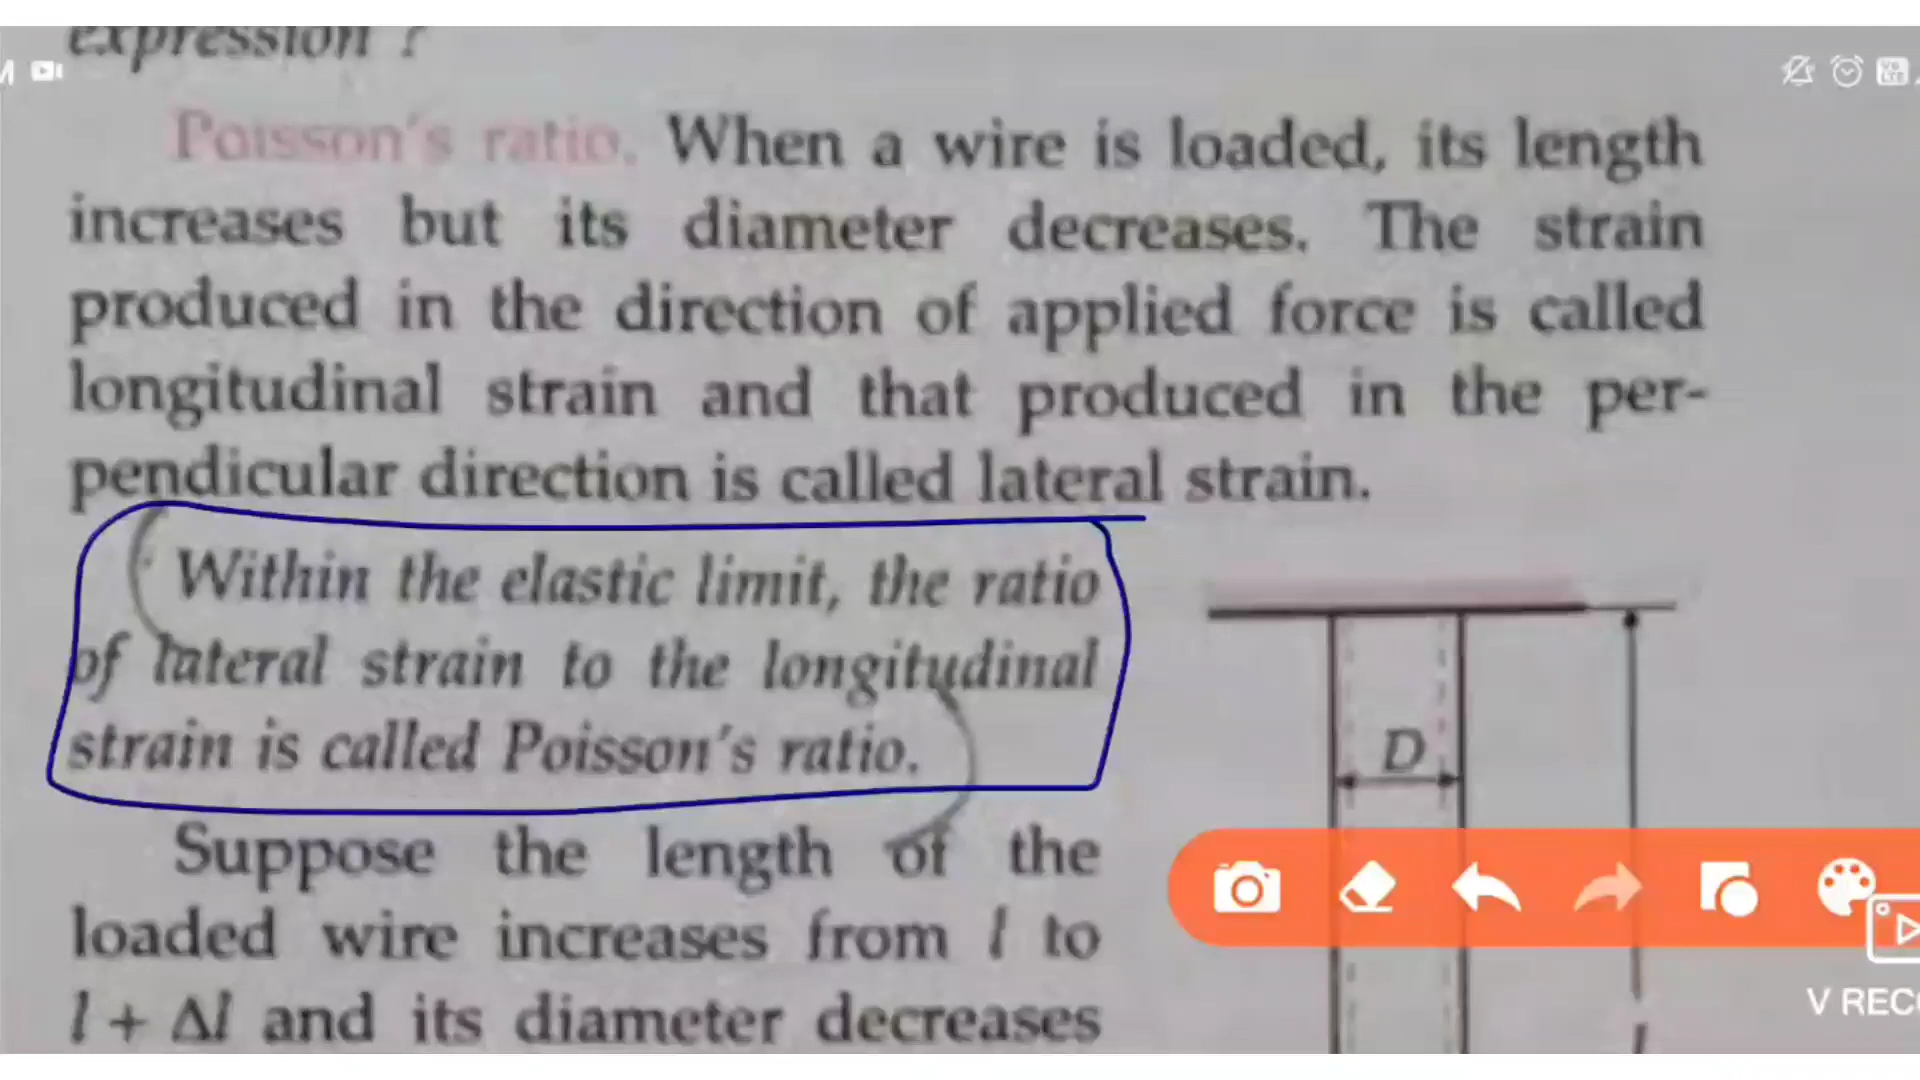 expression ?
M
Poisson's ratio. When a wire is loaded, its length
increases but its diameter decreases. The strain
produced in the direction of applied force is called
longitudinal strain and that produced in the per-
pendicular direction is called lateral strain.
Within the elastic limit, the ratio
of lateral strain to the longitudinal
strain is called Poisson's ratio.
D
Suppose the length of the
loaded wire increases from l to
l + Δl and its diameter decreases
V REC